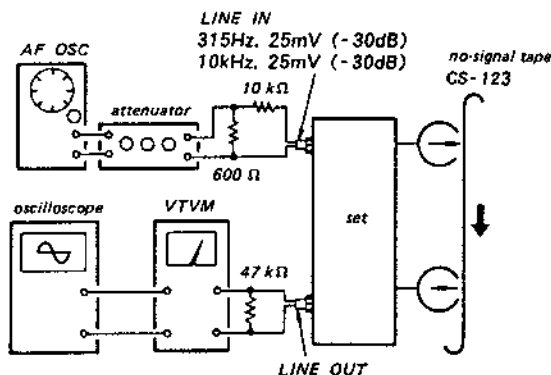 LINE IN
315Hz, 25mV (-30dB)
10kHz, 25mV (-30dB)
AF OSC
no-signal tape
CS-123
attenuator
10 kΩ
600 Ω
set
oscilloscope
VTVM
47 kΩ
LINE OUT